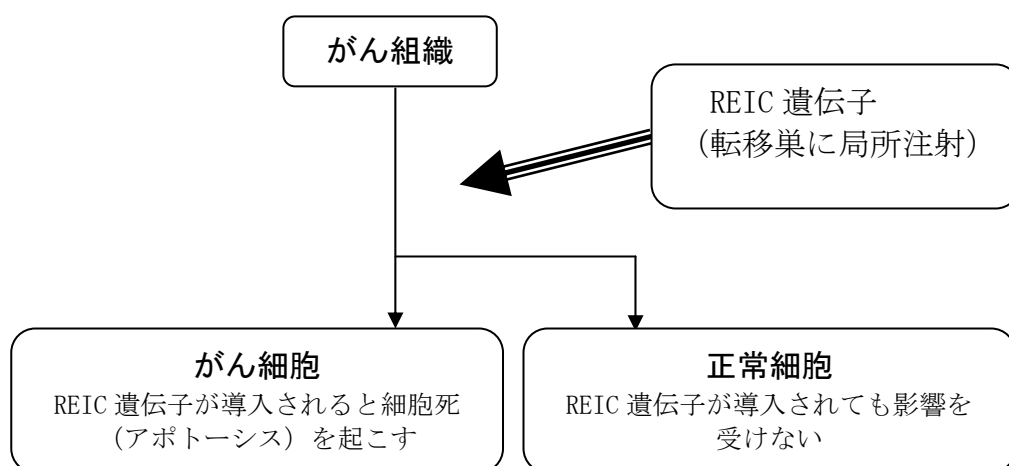 がん組織
REIC 遺伝子
(転移巣に局所注射)
がん細胞
REIC 遺伝子が導入されると細胞死
(アポトーシス)を起こす
正常細胞
REIC 遺伝子が導入されても影響を
受けない